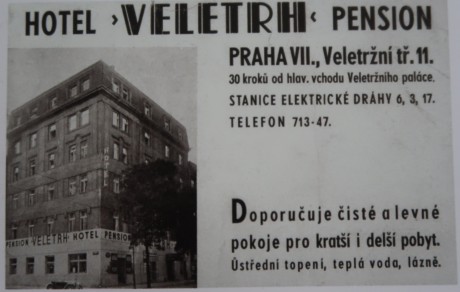 HOTEL ›VELETRH‹ PENSION
PRAHA VII., Veletržní tř. 11.
30 kroků od hlav. vchodu Veletržního paláce.
STANICE ELEKTRICKÉ DRÁHY 6, 3, 17.
TELEFON 713-47.
HOTEL
PENSION VELETRH HOTEL PENSION
Doporučuje čisté a levné
pokoje pro kratší i delší pobyt.
Ústřední topení, teplá voda, lázně.